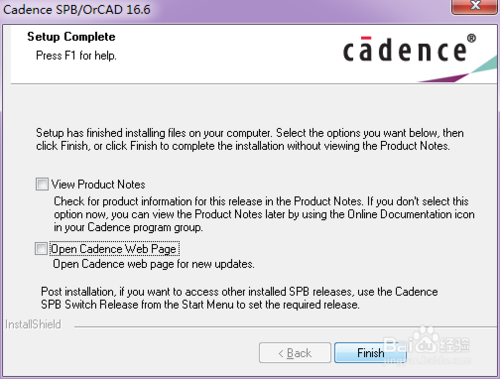 Cadence SPB/OrCAD 16.6
Setup Complete
Press F1 for help.
cādence®
Setup has finished installing files on your computer. Select the options you want below, then
click Finish, or click Finish to complete the installation without viewing the Product Notes.
View Product Notes
Check for product information for this release in the Product Notes. If you don't select this
option now, you can view the Product Notes later by using the Online Documentation icon
in your Cadence program group.
Open Cadence Web Page
Open Cadence web page for new updates.
Post installation, if you want to access other installed SPB releases, use the Cadence
SPB Switch Release from the Start Menu to set the required release.
InstallShield
< Back
Finish
Baidu 经验